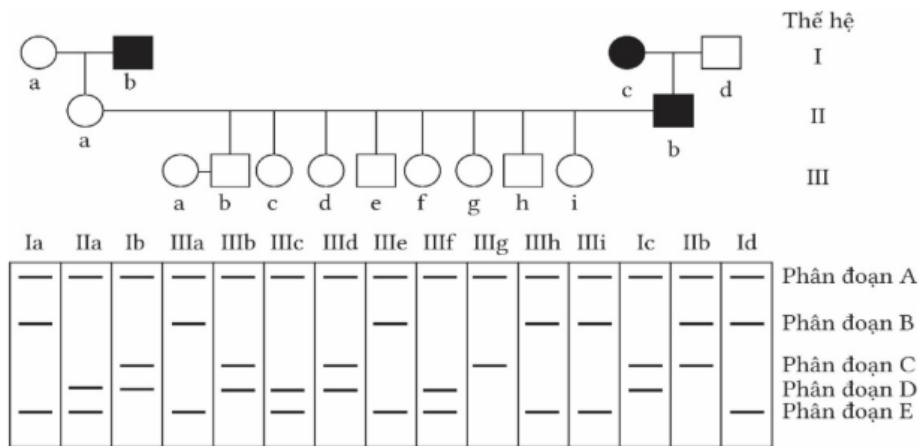 Thế hệ
I
a b c d
II
a b
III
a b c d e f g h i
Ia IIa Ib IIIa IIIb IIIc IIId IIIe IIIf IIIg IIIh IIIi Ic IIb Id
Phân đoạn A
Phân đoạn B
Phân đoạn C
Phân đoạn D
Phân đoạn E